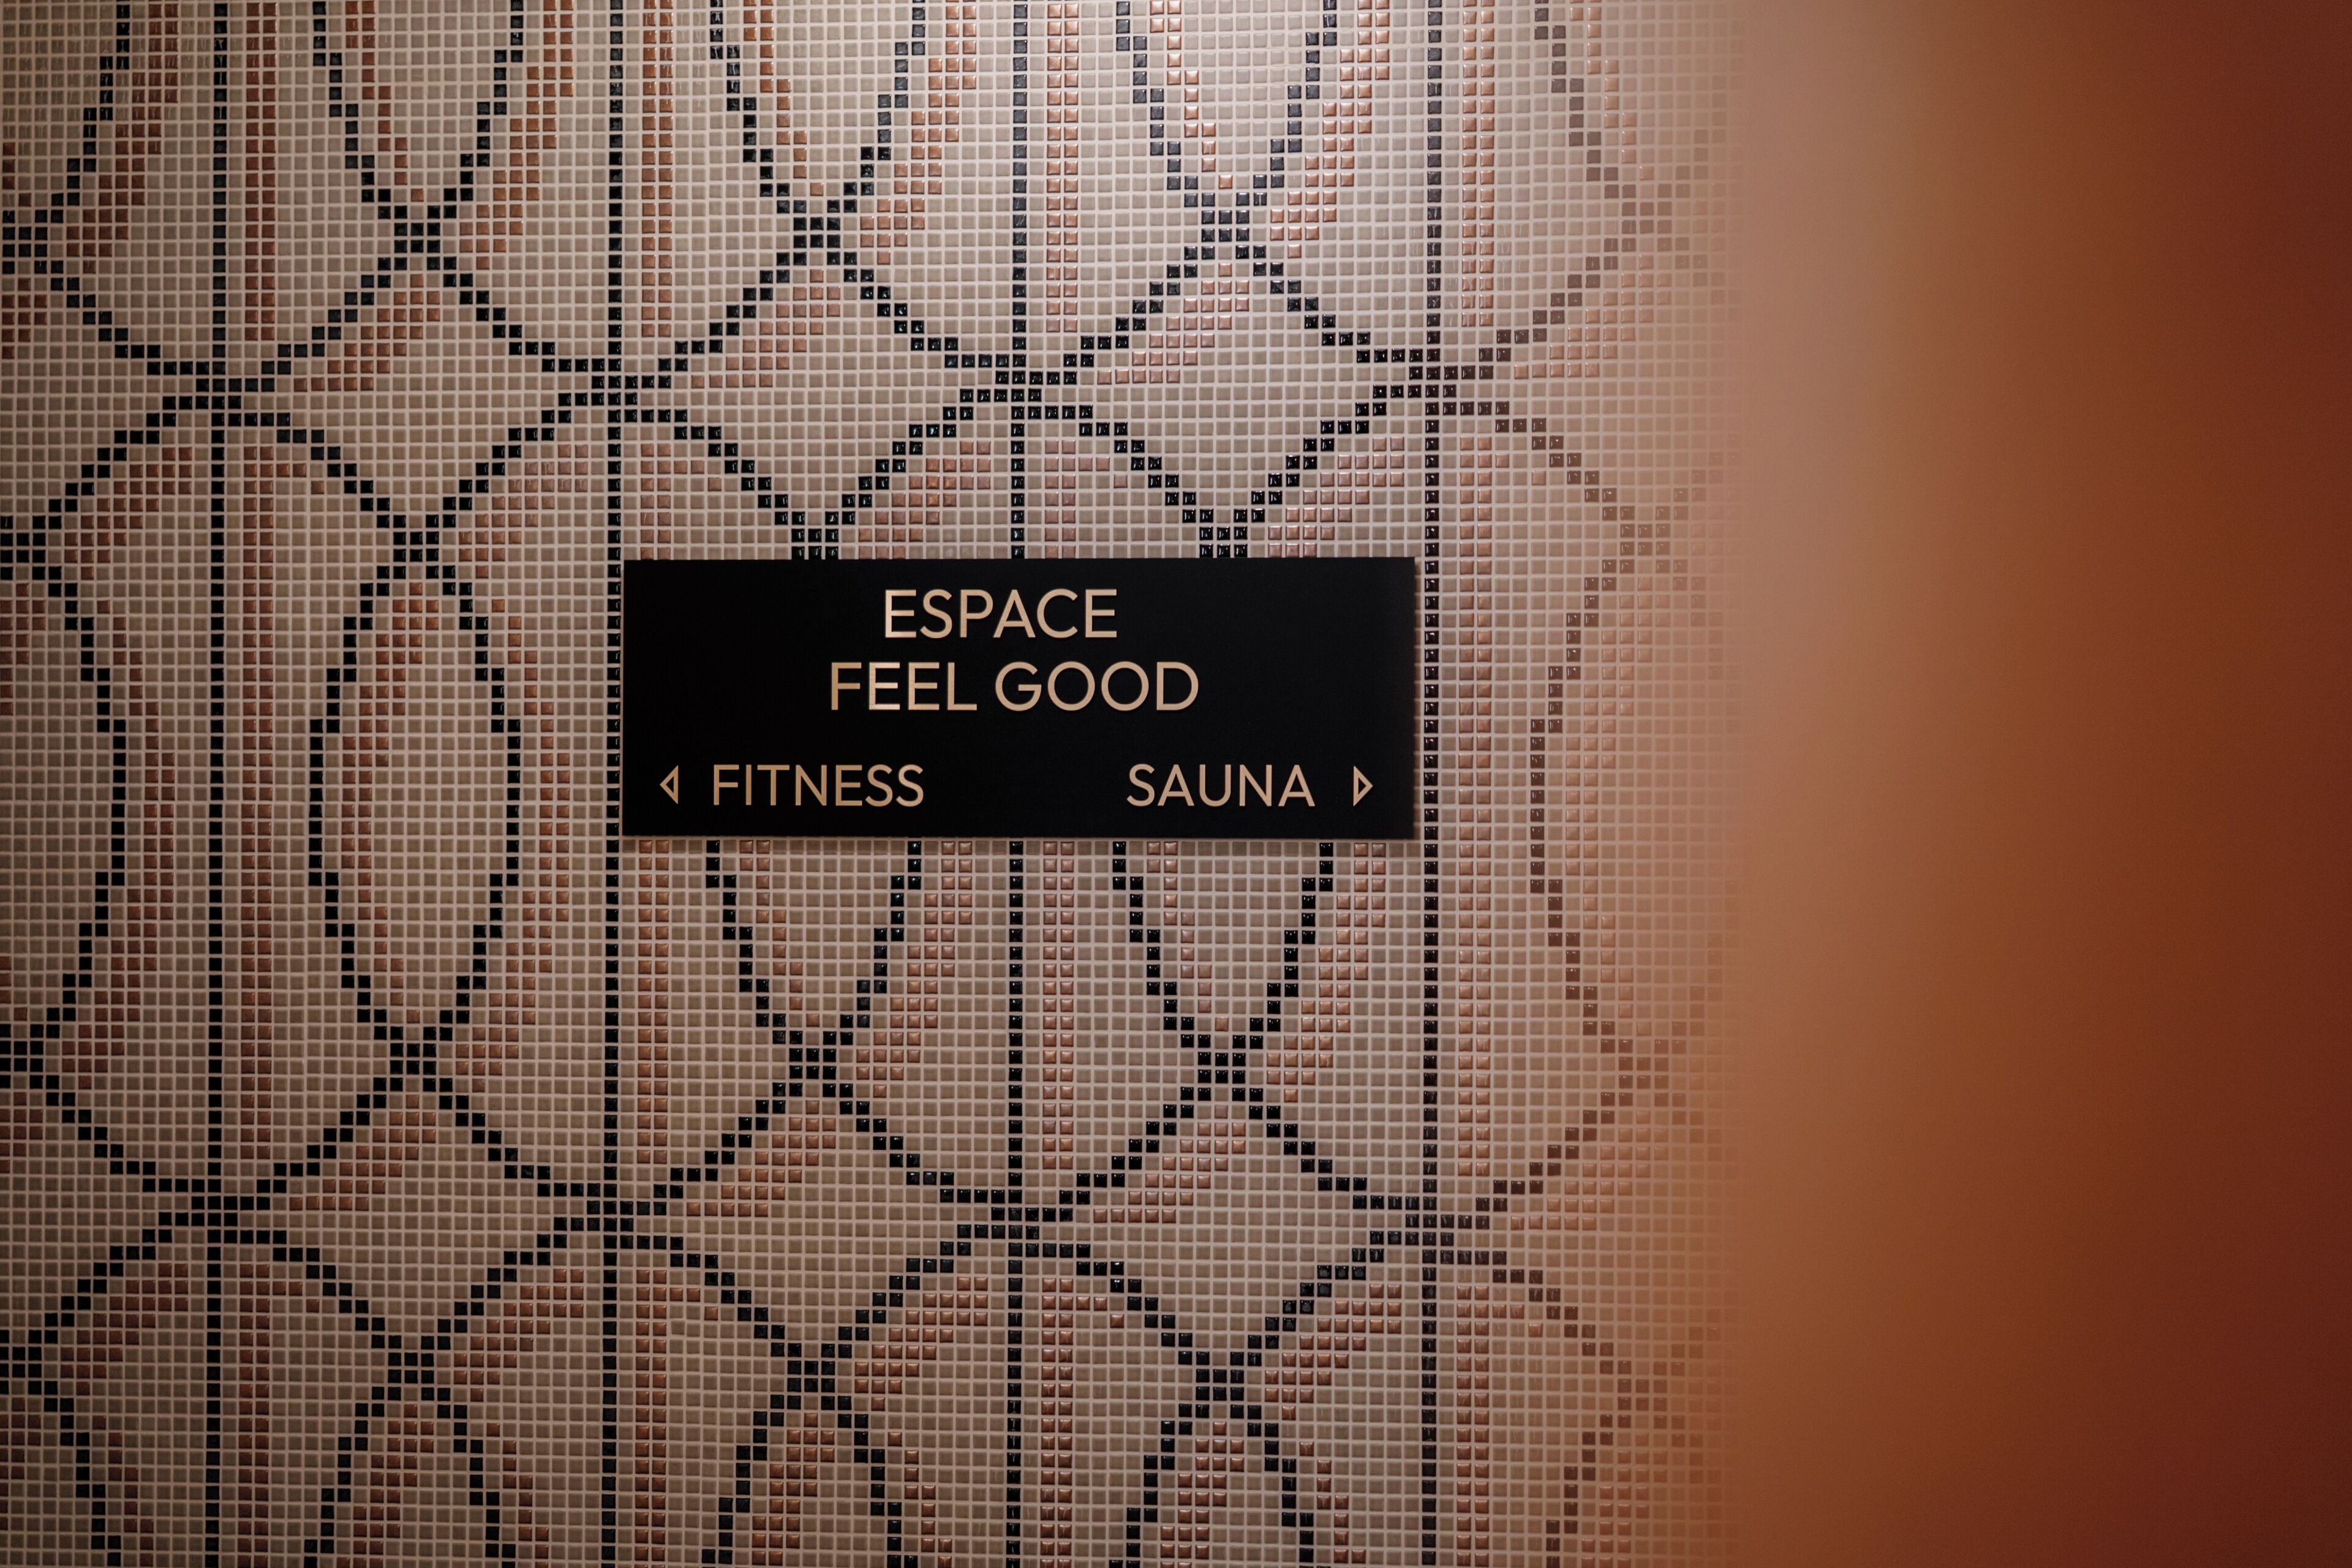 ESPACE
FEEL GOOD
◁ FITNESS SAUNA ▷